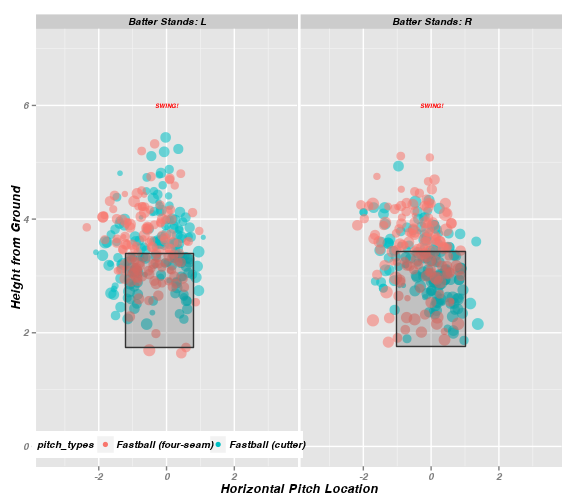 Batter Stands: L
Batter Stands: R
6
SWING!
SWING!
4
Height from Ground
2
pitch_types Fastball (four-seam) Fastball (cutter)
0
-2 0 2
-2 0 2 4
Horizontal Pitch Location